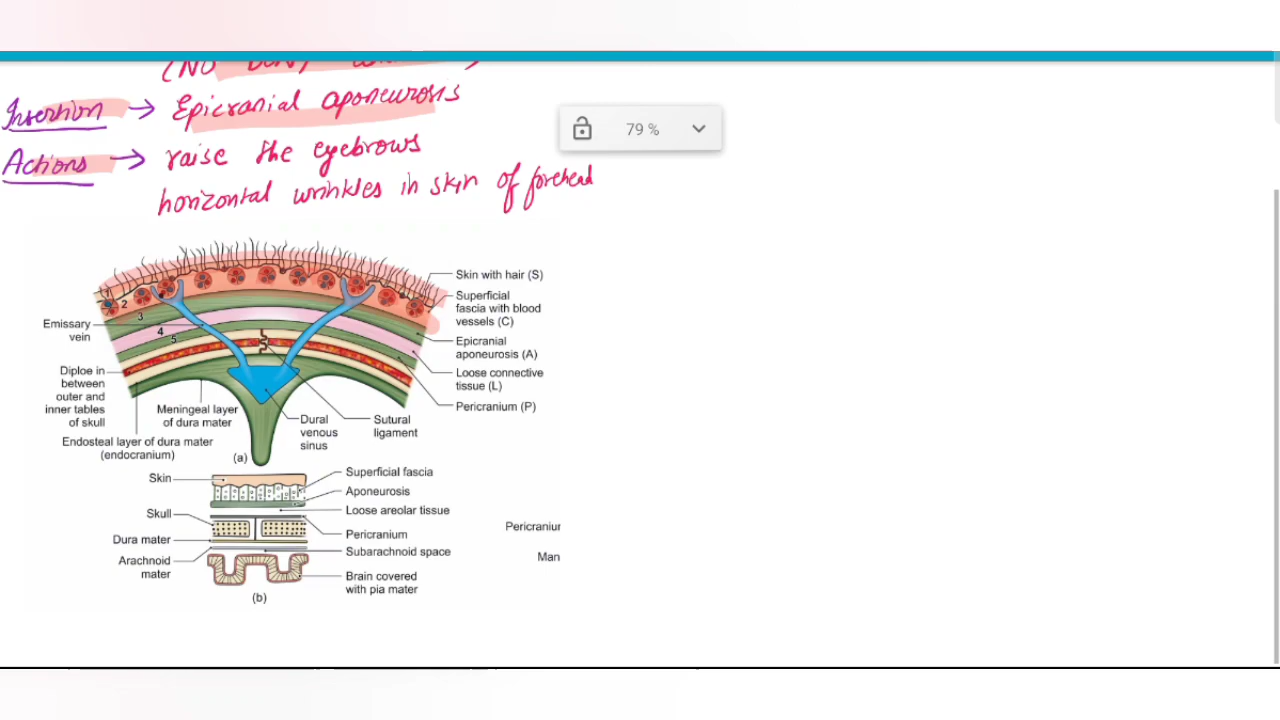 (NO
Insertion → Epicranial aponeurosis
79 %
Actions → raise the eyebrows
horizontal wrinkles in skin of forehead
Skin with hair (S)
Superficial
fascia with blood
vessels (C)
Epicranial
aponeurosis (A)
Loose connective
tissue (L)
Pericranium (P)
1
2
3
4
5
Emissary
vein
Diploe in
between
outer and
inner tables
of skull
Meningeal layer
of dura mater
Endosteal layer of dura mater
(endocranium)
Dural
venous
sinus
Sutural
ligament
(a)
Skin
Skull
Dura mater
Arachnoid
mater
Superficial fascia
Aponeurosis
Loose areolar tissue
Pericranium
Subarachnoid space
Brain covered
with pia mater
(b)
Pericraniur
Man